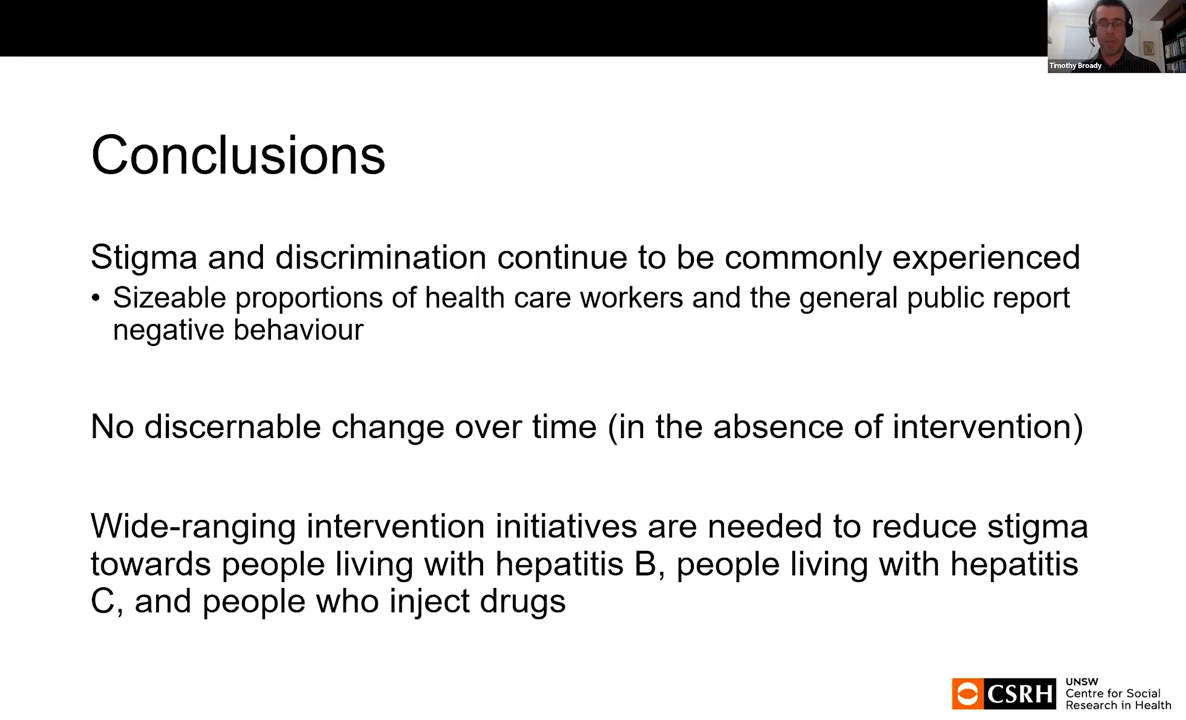 Timothy Broady
Conclusions
Stigma and discrimination continue to be commonly experienced
• Sizeable proportions of health care workers and the general public report
negative behaviour
No discernable change over time (in the absence of intervention)
Wide-ranging intervention initiatives are needed to reduce stigma
towards people living with hepatitis B, people living with hepatitis
C, and people who inject drugs
CSRH
UNSW
Centre for Social
Research in Health